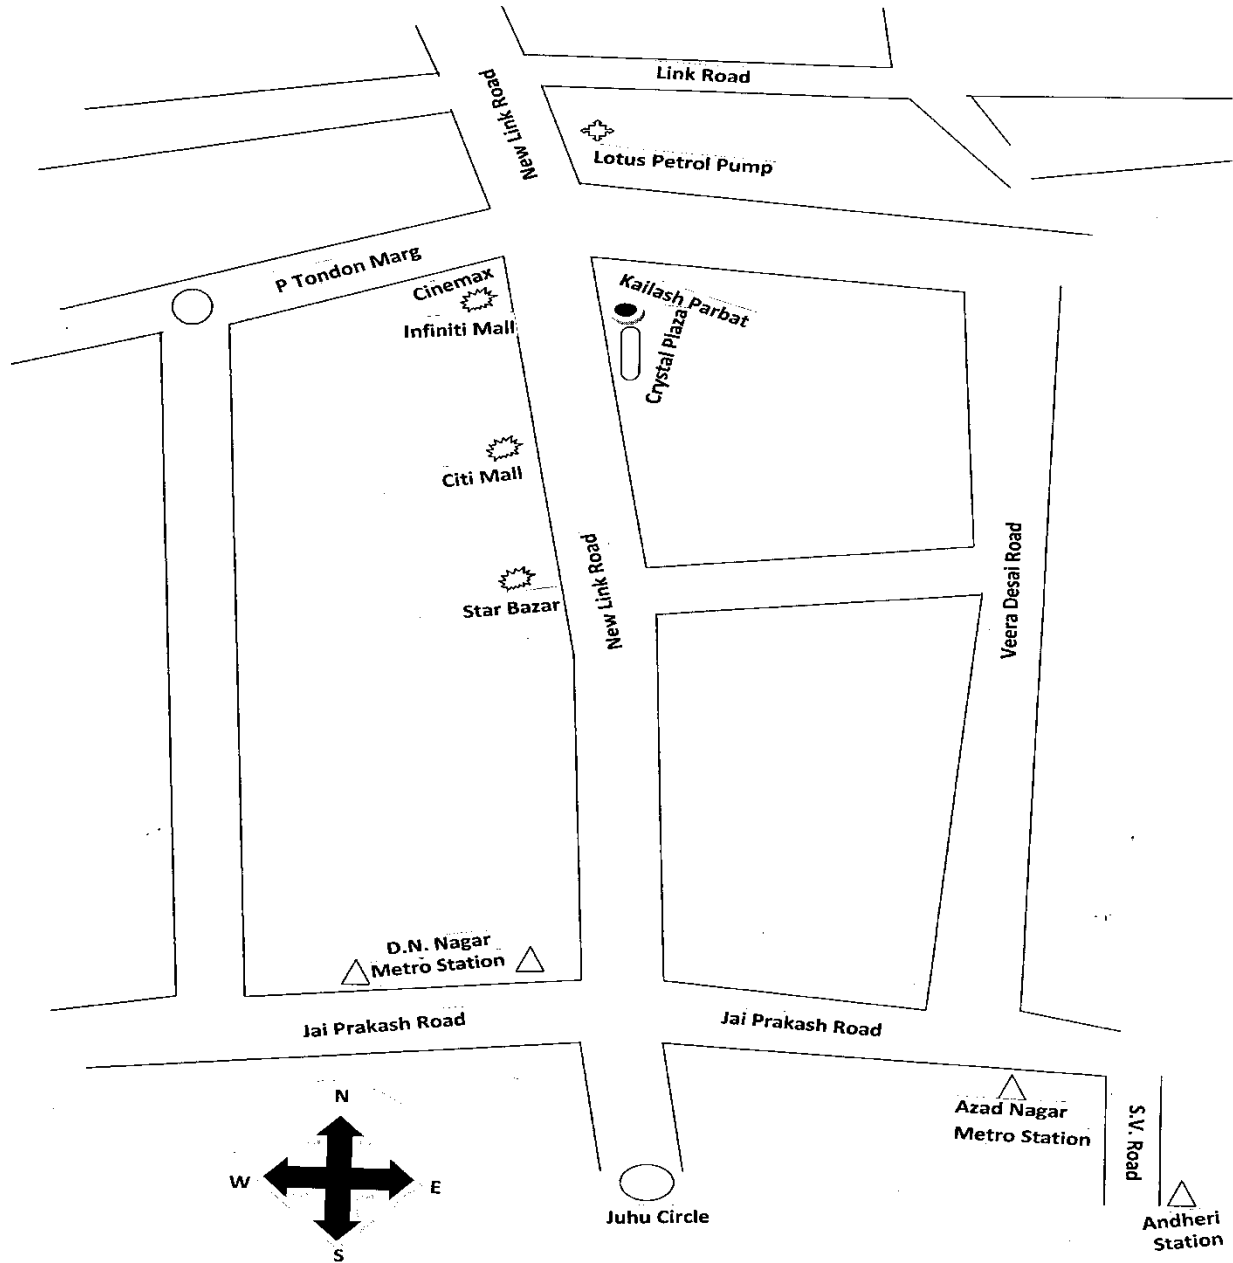 Link Road
New Link Road
Lotus Petrol Pump
P Tondon Marg
Cinemax
Infiniti Mall
Kailash Parbat
Crystal Plaza
Citi Mall
Star Bazar
New Link Road
Veera Desai Road
D.N. Nagar
Metro Station
Jai Prakash Road
Jai Prakash Road
N
W
E
S
Azad Nagar
Metro Station
S.V. Road
Juhu Circle
Andheri
Station